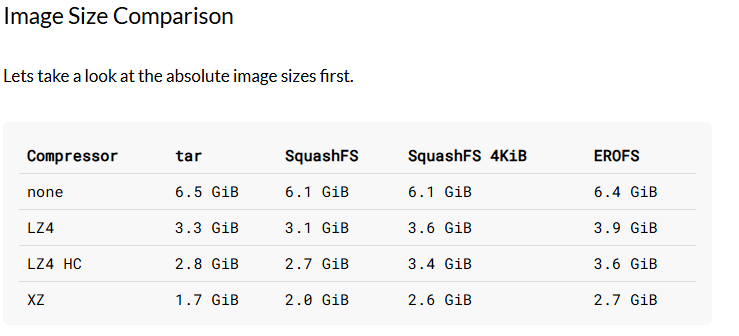 Image Size Comparison
Lets take a look at the absolute image sizes first.
Compressor tar SquashFS SquashFS 4KiB EROFS
none 6.5 GiB 6.1 GiB 6.1 GiB 6.4 GiB
LZ4 3.3 GiB 3.1 GiB 3.6 GiB 3.9 GiB
LZ4 HC 2.8 GiB 2.7 GiB 3.4 GiB 3.6 GiB
XZ 1.7 GiB 2.0 GiB 2.6 GiB 2.7 GiB